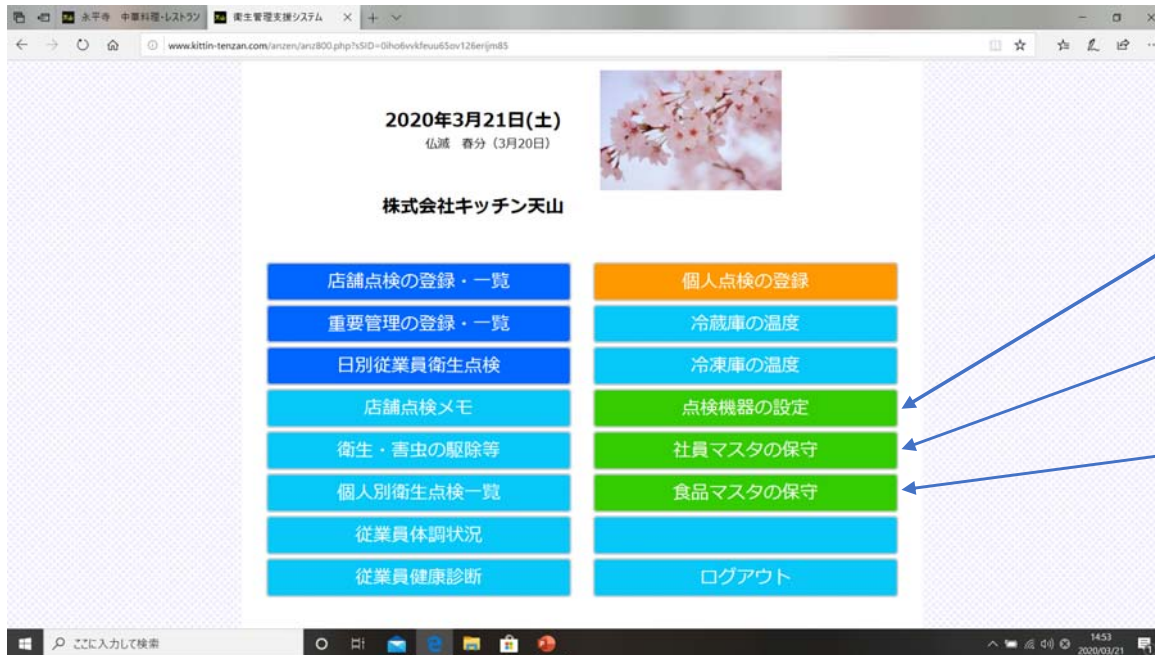 永平寺 中華料理・レストラン
衛生管理支援システム
www.kittin-tenzan.com/anzen/anz800.php?sSID=0iho6vvkfeuu65ov126erijm85
2020年3月21日(土)
仏滅 春分（3月20日）
株式会社キッチン天山
店舗点検の登録・一覧
個人点検の登録
重要管理の登録・一覧
冷蔵庫の温度
日別従業員衛生点検
冷凍庫の温度
店舗点検メモ
点検機器の設定
衛生・害虫の駆除等
社員マスタの保守
個人別衛生点検一覧
食品マスタの保守
従業員体調状況
従業員健康診断
ログアウト
ここに入力して検索
14:53
2020/03/21